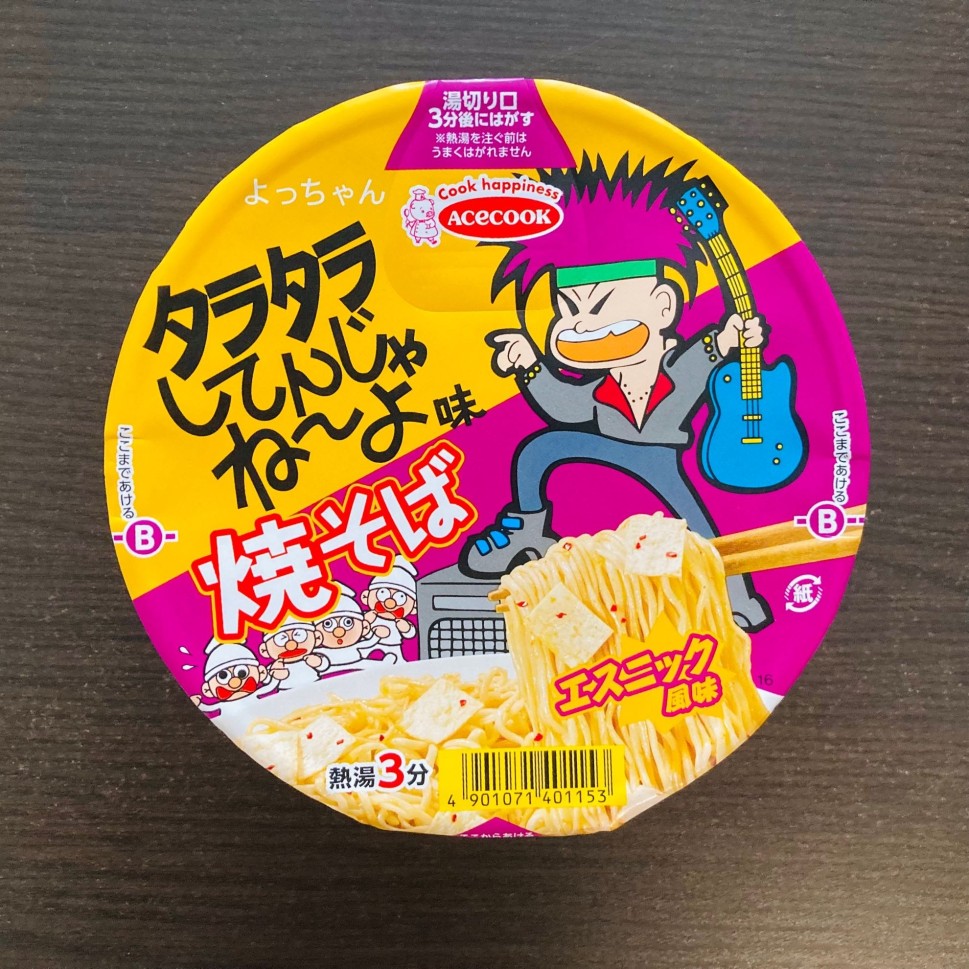 湯切り口
3分後にはがす
※熱湯を注ぐ前は
うまくはがれません
よっちゃん
Cook happiness
ACECOOK
タラタラ
してんじゃ
ね～よ味
焼そば
ここまであける
B
ここまであける
B
紙
エスニック
風味
16
熱湯3分
4 901071 401153